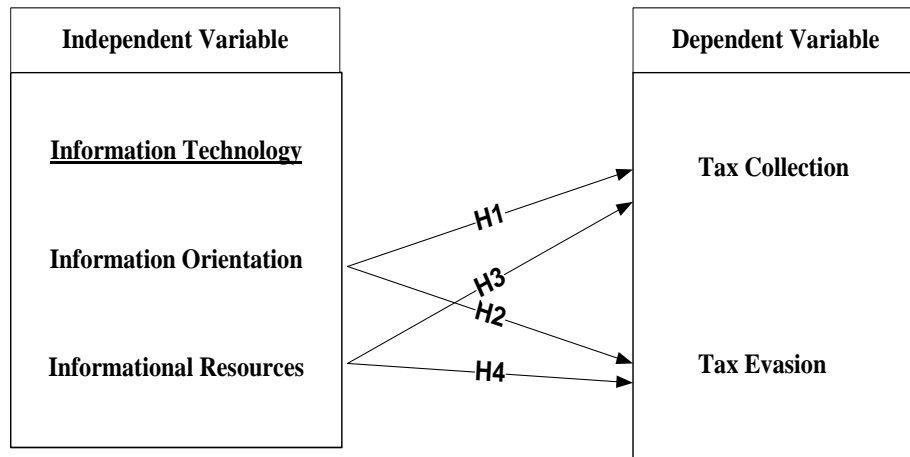 Independent Variable
Information Technology
Information Orientation
Informational Resources
H1
H3
H2
H4
Dependent Variable
Tax Collection
Tax Evasion